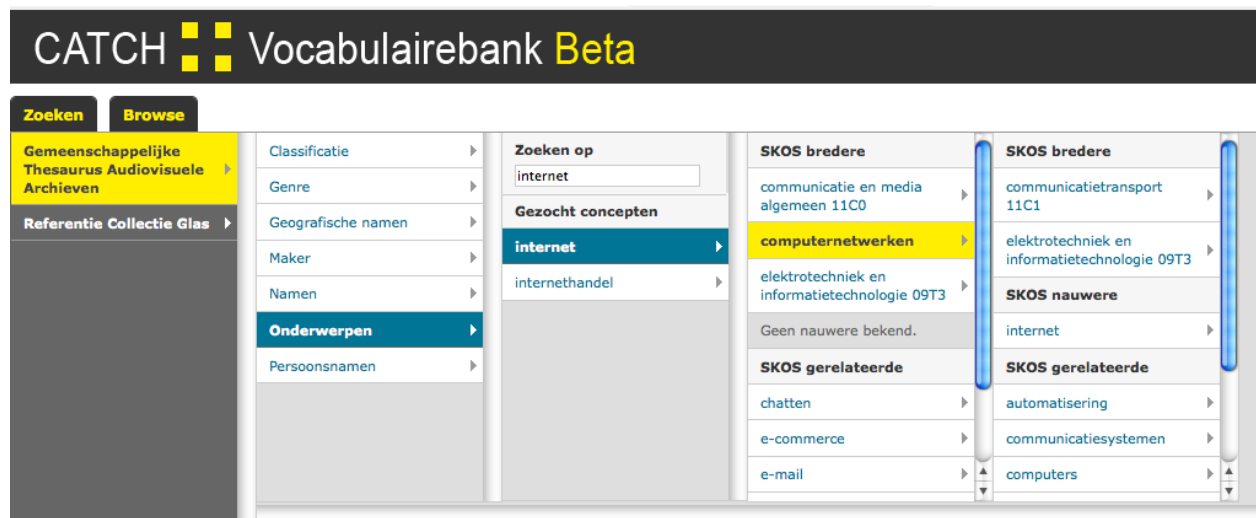 CATCH Vocabulairebank Beta
Zoeken
Browse
Gemeenschappelijke
Thesaurus Audiovisuele
Archieven
Referentie Collectie Glas
Classificatie
Genre
Geografische namen
Maker
Namen
Onderwerpen
Persoonsnamen
Zoeken op
internet
Gezocht concepten
internet
internethandel
SKOS bredere
communicatie en media
algemeen 11C0
computernetwerken
elektrotechniek en
informatietechnologie 09T3
Geen nauwere bekend.
SKOS gerelateerde
chatten
e-commerce
e-mail
SKOS bredere
communicatietransport
11C1
elektrotechniek en
informatietechnologie 09T3
SKOS nauwere
internet
SKOS gerelateerde
automatisering
communicatiesystemen
computers